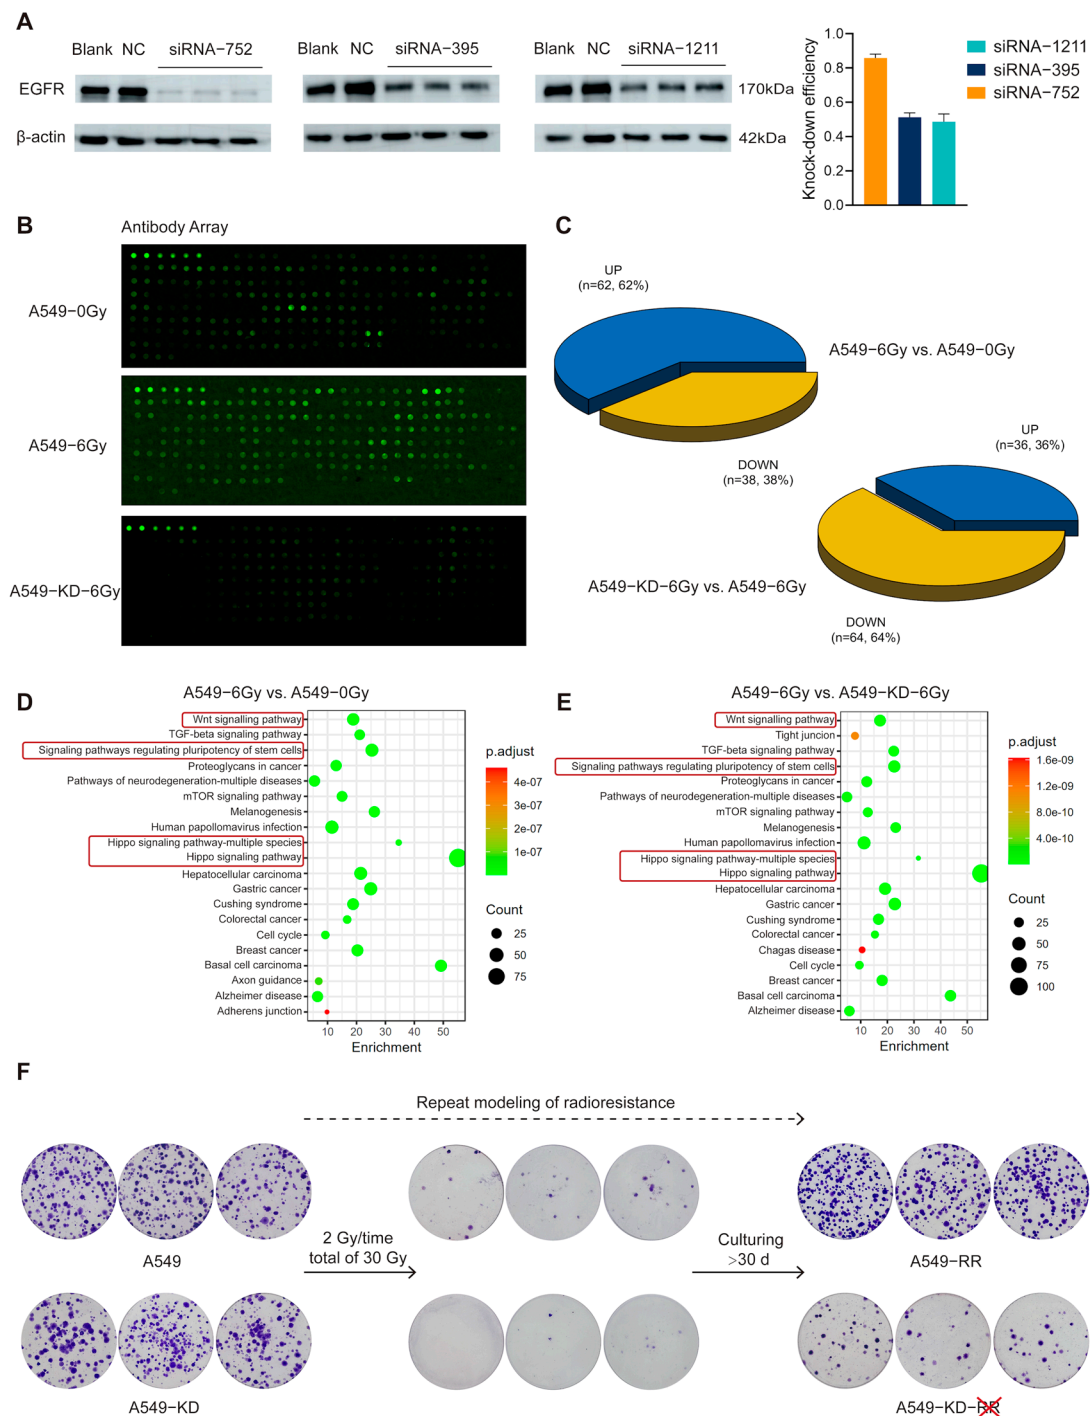 A
Blank NC siRNA-752
Blank NC siRNA-395
Blank NC siRNA-1211
EGFR
170kDa
β-actin
42kDa
Knock-down efficiency
1.0
0.8
0.6
0.4
0.2
0.0
siRNA-1211
siRNA-395
siRNA-752
B
Antibody Array
A549-0Gy
A549-6Gy
A549-KD-6Gy
C
UP
(n=62, 62%)
A549-6Gy vs. A549-0Gy
DOWN
(n=38, 38%)
UP
(n=36, 36%)
A549-KD-6Gy vs. A549-6Gy
DOWN
(n=64, 64%)
D
A549-6Gy vs. A549-0Gy
Wnt signalling pathway
TGF-beta signaling pathway
Signaling pathways regulating pluripotency of stem cells
Proteoglycans in cancer
Pathways of neurodegeneration-multiple diseases
mTOR signaling pathway
Melanogenesis
Human papollomavirus infection
Hippo signaling pathway-multiple species
Hippo signaling pathway
Hepatocellular carcinoma
Gastric cancer
Cushing syndrome
Colorectal cancer
Cell cycle
Breast cancer
Basal cell carcinoma
Axon guidance
Alzheimer disease
Adherens junction
10 20 30 40 50
Enrichment
p.adjust
4e-07
3e-07
2e-07
1e-07
Count
25
50
75
E
A549-6Gy vs. A549-KD-6Gy
Wnt signalling pathway
Tight juncion
TGF-beta signaling pathway
Signaling pathways regulating pluripotency of stem cells
Proteoglycans in cancer
Pathways of neurodegeneration-multiple diseases
mTOR signaling pathway
Melanogenesis
Human papollomavirus infection
Hippo signaling pathway-multiple species
Hippo signaling pathway
Hepatocellular carcinoma
Gastric cancer
Cushing syndrome
Colorectal cancer
Chagas disease
Cell cycle
Breast cancer
Basal cell carcinoma
Alzheimer disease
10 20 30 40 50
Enrichment
p.adjust
1.6e-09
1.2e-09
8.0e-10
4.0e-10
Count
25
50
75
100
F
Repeat modeling of radioresistance
2 Gy/time
total of 30 Gy
Culturing
>30 d
A549
A549-RR
A549-KD
A549-KD-RR